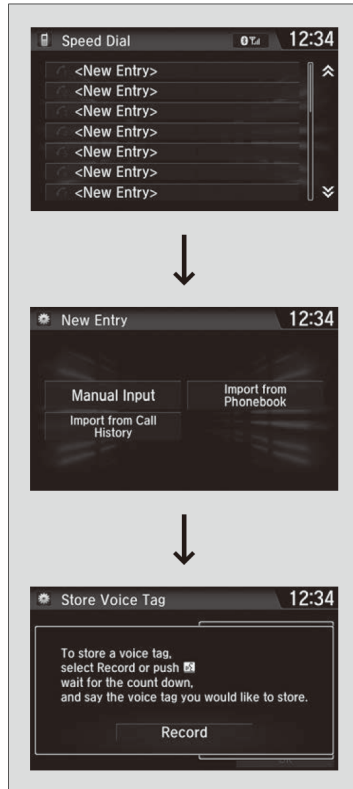 Speed Dial 12:34
<New Entry>
<New Entry>
<New Entry>
<New Entry>
<New Entry>
<New Entry>
<New Entry>
New Entry 12:34
Manual Input
Import from
Phonebook
Import from Call
History
Store Voice Tag 12:34
To store a voice tag,
select Record or push
wait for the count down,
and say the voice tag you would like to store.
Record
OK